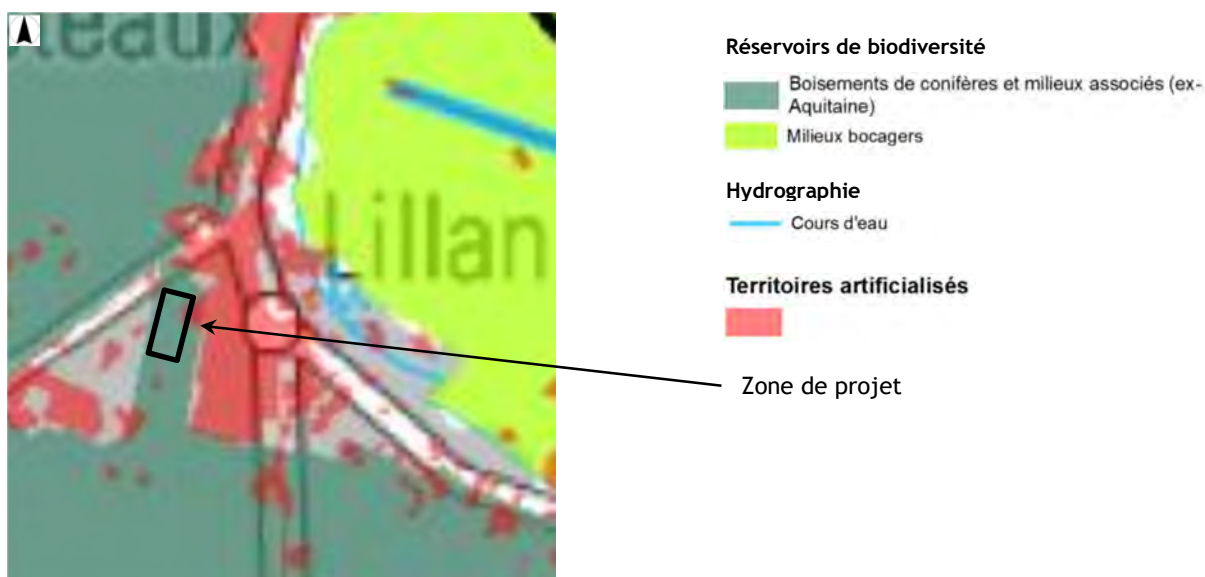 Lillan
Réservoirs de biodiversité
Boisements de conifères et milieux associés (ex-
Aquitaine)
Milieux bocagers
Hydrographie
Cours d'eau
Territoires artificialisés
Zone de projet